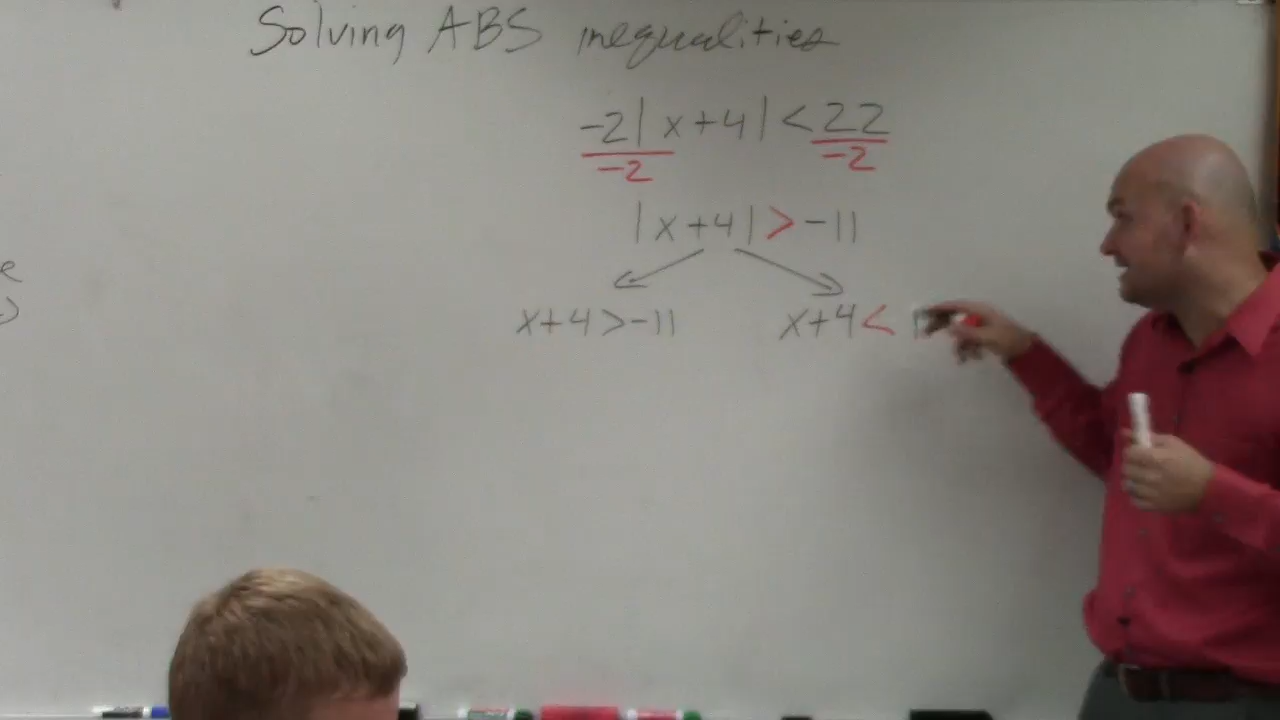 Solving ABS inequalities
-2|x+4|<22
-2 -2
|x+4|>-11
x+4>-11 x+4<
e